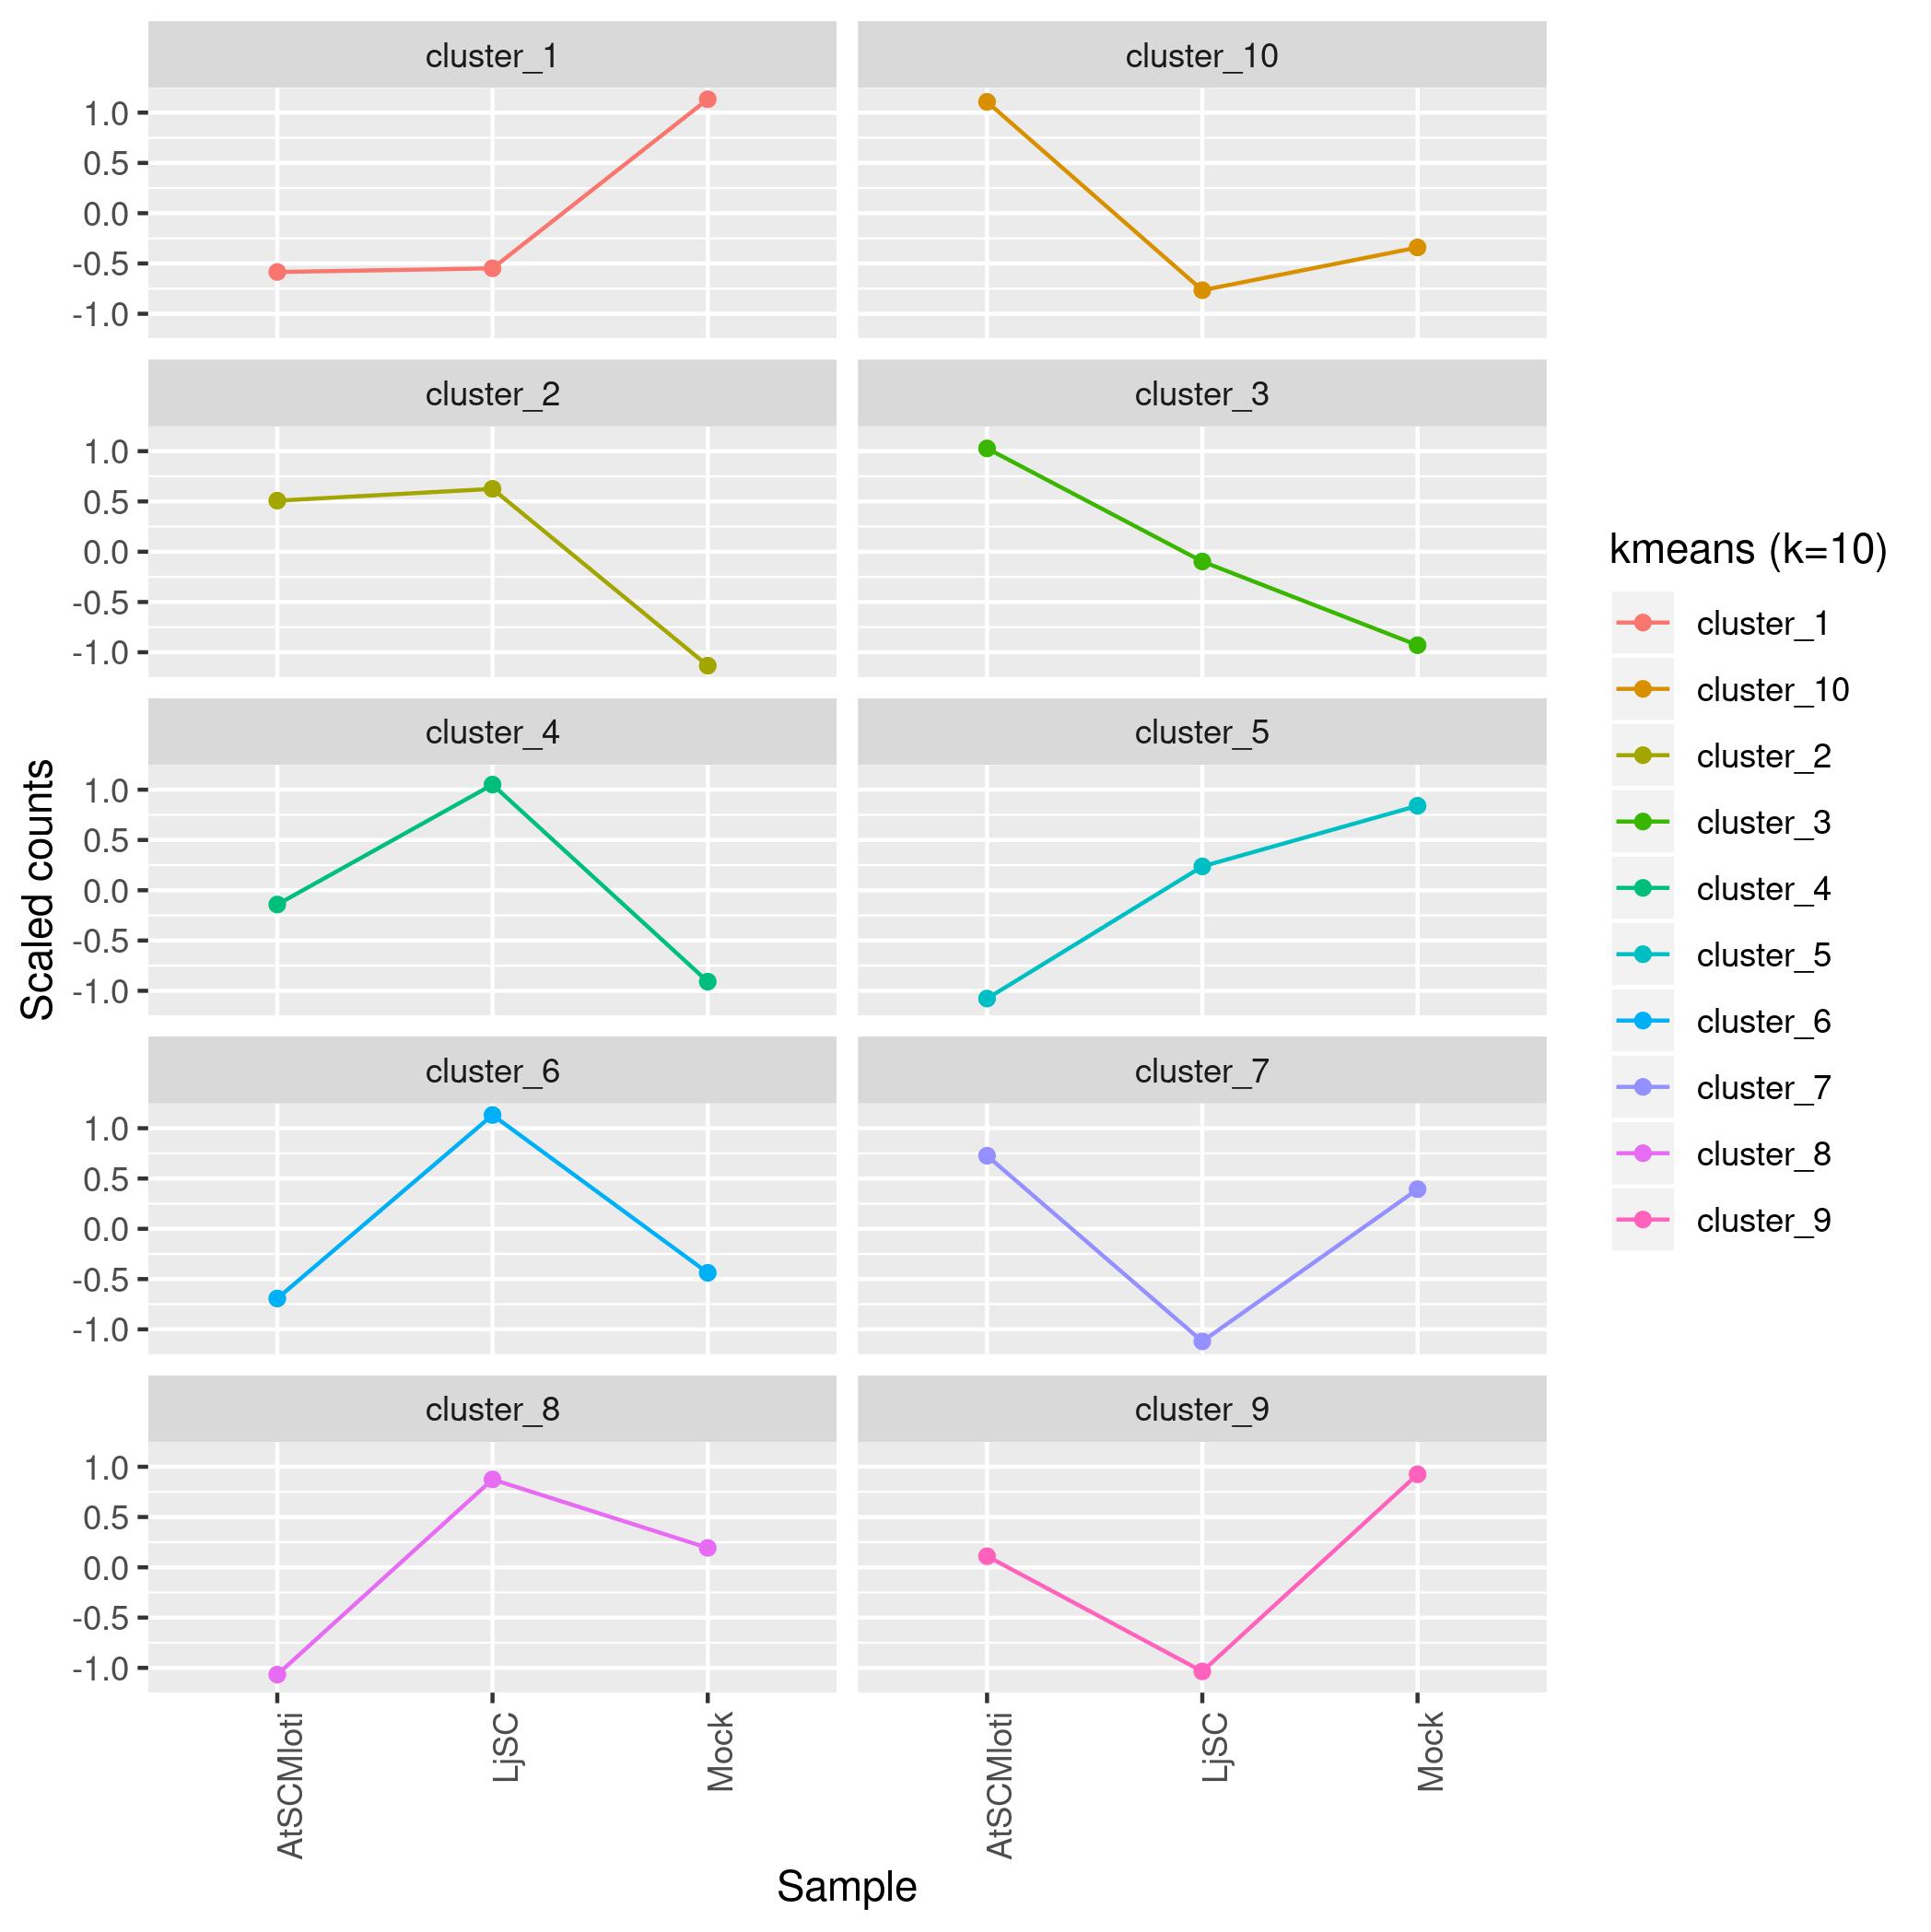 cluster_1
cluster_10
1.0
0.5
0.0
-0.5
-1.0
cluster_2
cluster_3
1.0
0.5
0.0
-0.5
-1.0
cluster_4
cluster_5
1.0
0.5
0.0
-0.5
-1.0
cluster_6
cluster_7
1.0
0.5
0.0
-0.5
-1.0
cluster_8
cluster_9
1.0
0.5
0.0
-0.5
-1.0
AtSCMloti
LjSC
Mock
AtSCMloti
LjSC
Mock
Sample
Scaled counts
kmeans (k=10)
cluster_1
cluster_10
cluster_2
cluster_3
cluster_4
cluster_5
cluster_6
cluster_7
cluster_8
cluster_9